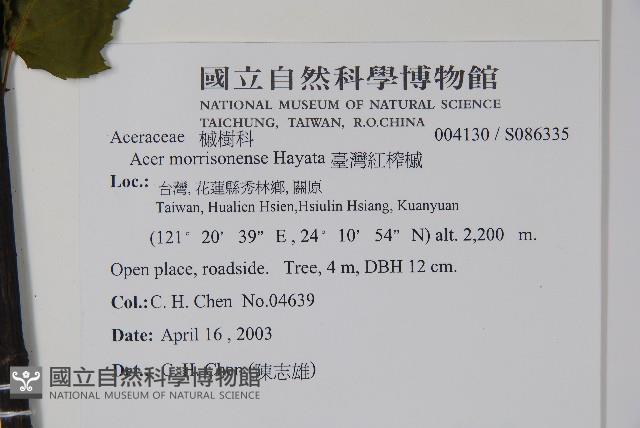 國立自然科學博物館
NATIONAL MUSEUM OF NATURAL SCIENCE
TAICHUNG, TAIWAN, R.O.CHINA
Aceraceae 槭樹科 004130 / S086335
Acer morrisonense Hayata 臺灣紅榨槭
Loc.: 台灣, 花蓮縣秀林鄉, 關原
Taiwan, Hualien Hsien,Hsiulin Hsiang, Kuanyuan
(121° 20' 39" E , 24° 10' 54" N) alt. 2,200 m.
Open place, roadside. Tree, 4 m, DBH 12 cm.
Col.: C. H. Chen No.04639
Date: April 16 , 2003
Det.: C. H. Chen (陳志雄)
國立自然科學博物館
NATIONAL MUSEUM OF NATURAL SCIENCE